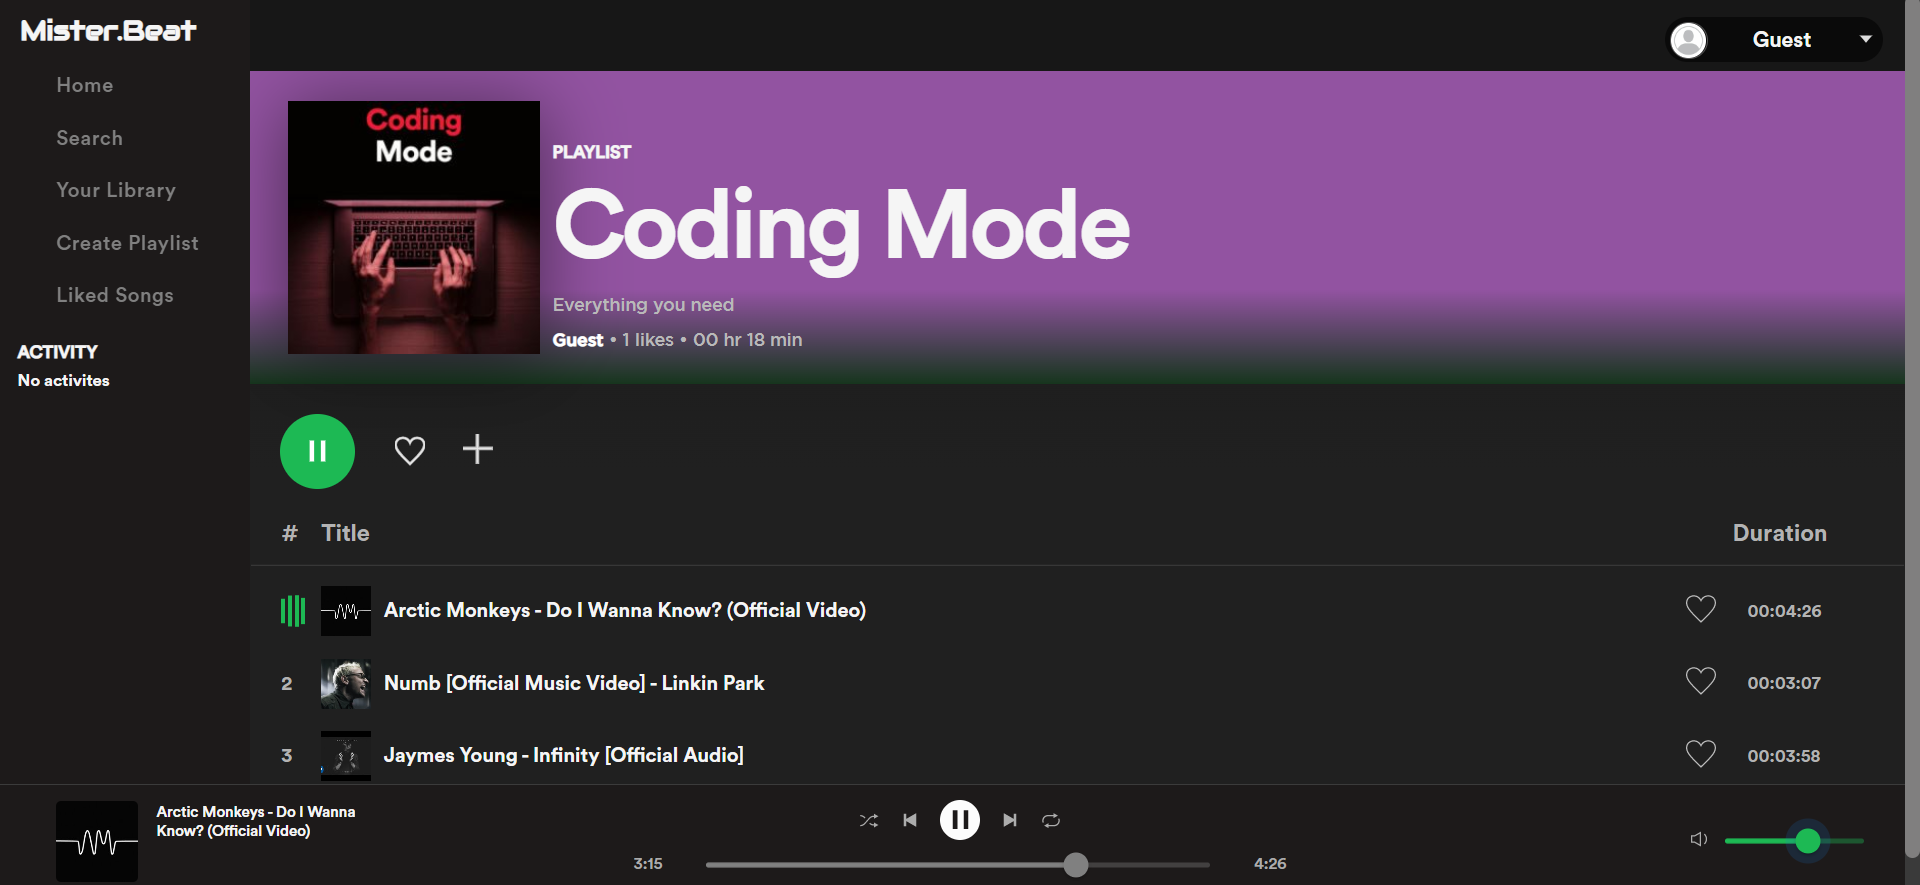 Mister.Beat
Home
Search
Your Library
Create Playlist
Liked Songs
ACTIVITY
No activites
Guest
Coding
Mode
PLAYLIST
Coding Mode
Everything you need
Guest • 1 likes • 00 hr 18 min
# Title Duration
Arctic Monkeys - Do I Wanna Know? (Official Video) 00:04:26
2 Numb [Official Music Video] - Linkin Park 00:03:07
3 Jaymes Young - Infinity [Official Audio] 00:03:58
Arctic Monkeys - Do I Wanna
Know? (Official Video)
3:15 4:26